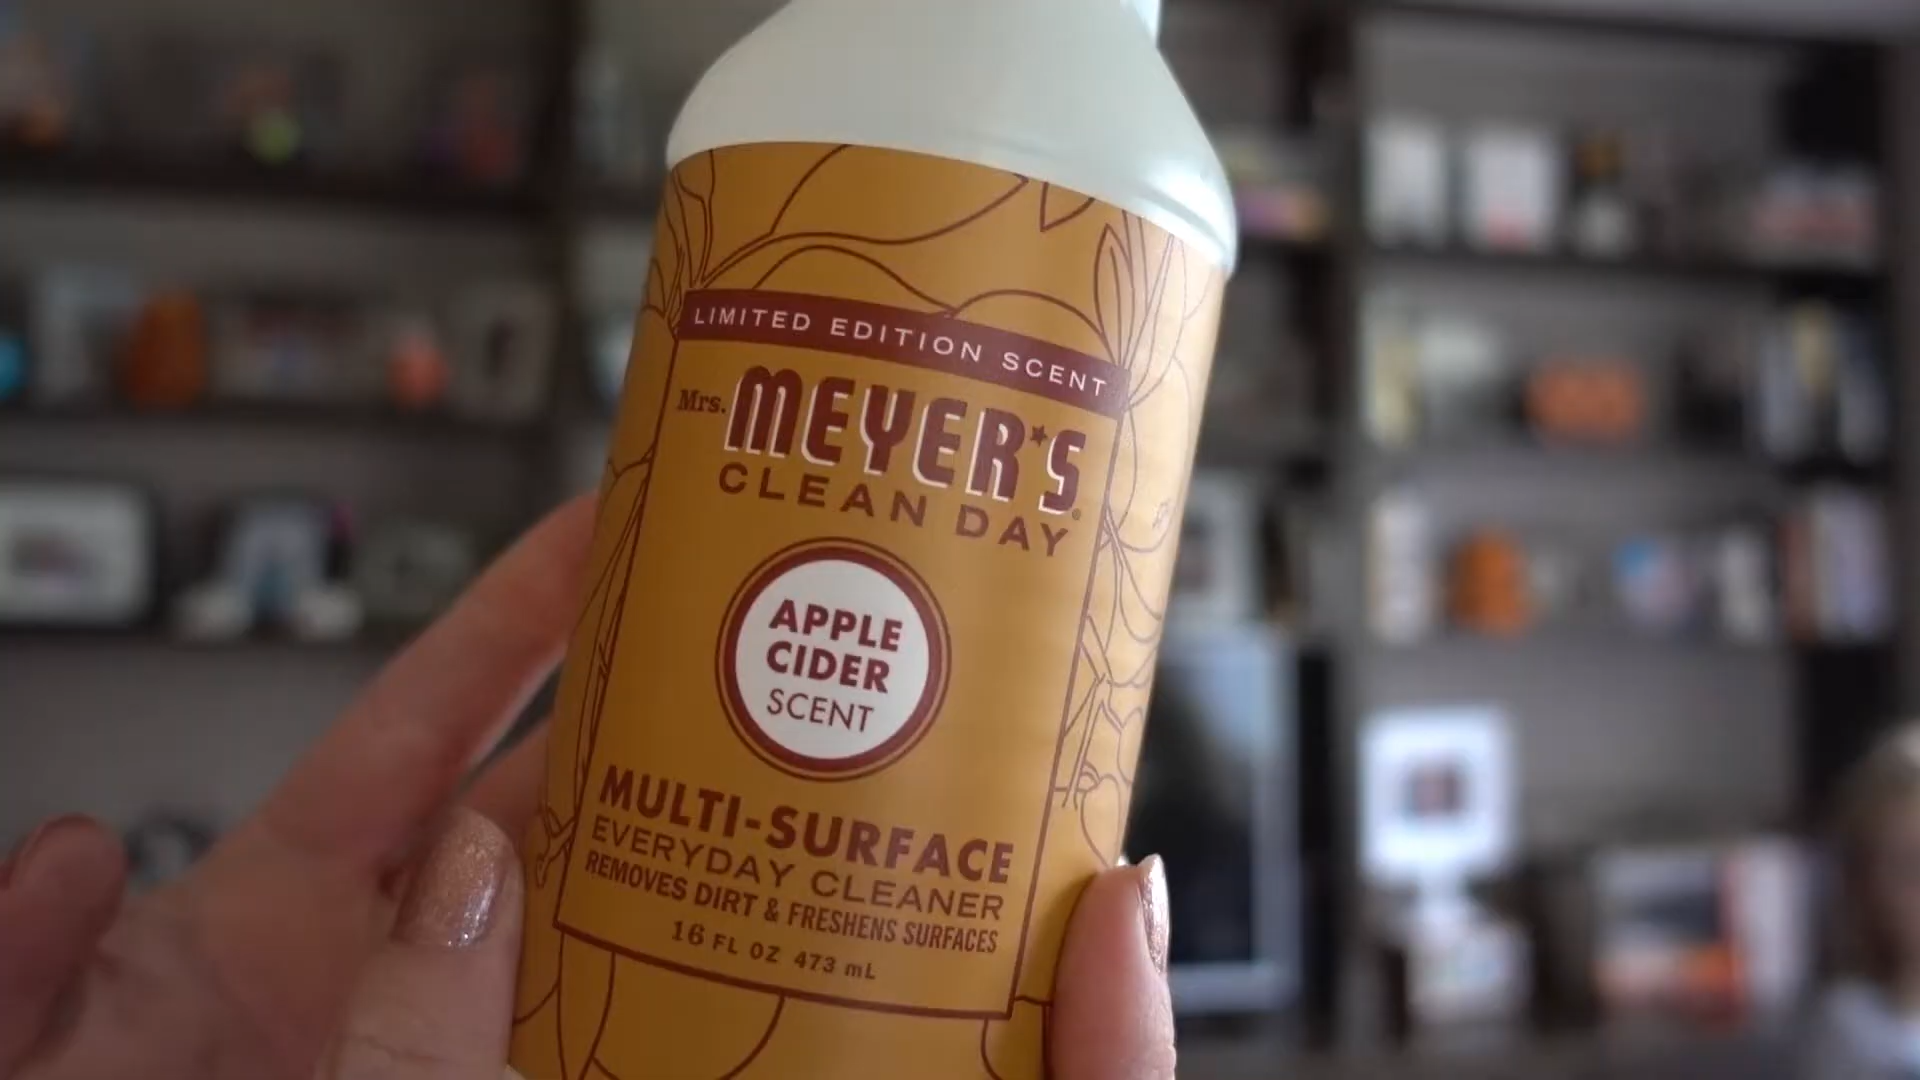 LIMITED EDITION SCENT
Mrs. MEYER'S®
CLEAN DAY
APPLE
CIDER
SCENT
MULTI-SURFACE
EVERYDAY CLEANER
REMOVES DIRT & FRESHENS SURFACES
16 FL OZ 473 mL